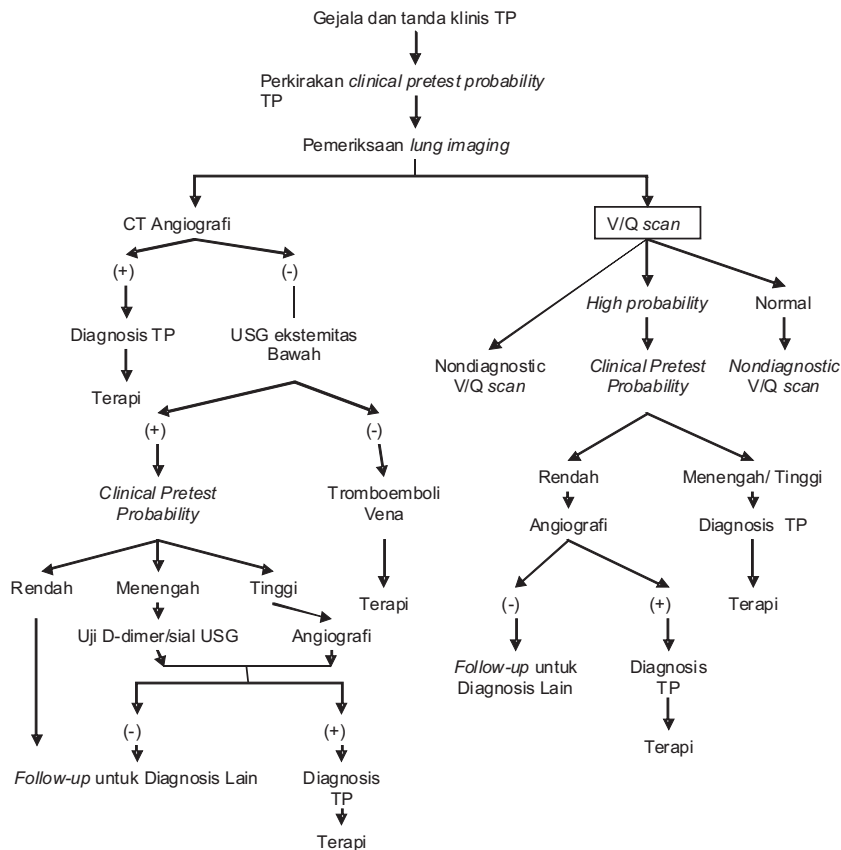 Gejala dan tanda klinis TP
Perkirakan clinical pretest probability
TP
Pemeriksaan lung imaging
CT Angiografi
V/Q scan
(+)
(-)
High probability
Normal
Diagnosis TP
USG ekstemitas
Bawah
Nondiagnostic
V/Q scan
Clinical Pretest
Probability
Nondiagnostic
V/Q scan
Terapi
(+)
(-)
Clinical Pretest
Probability
Tromboemboli
Vena
Rendah
Menengah/ Tinggi
Angiografi
Diagnosis TP
Rendah
Menengah
Tinggi
Terapi
(-)
(+)
Terapi
Uji D-dimer/sial USG
Angiografi
Follow-up untuk
Diagnosis Lain
Diagnosis
TP
(-)
(+)
Terapi
Follow-up untuk Diagnosis Lain
Diagnosis
TP
Terapi